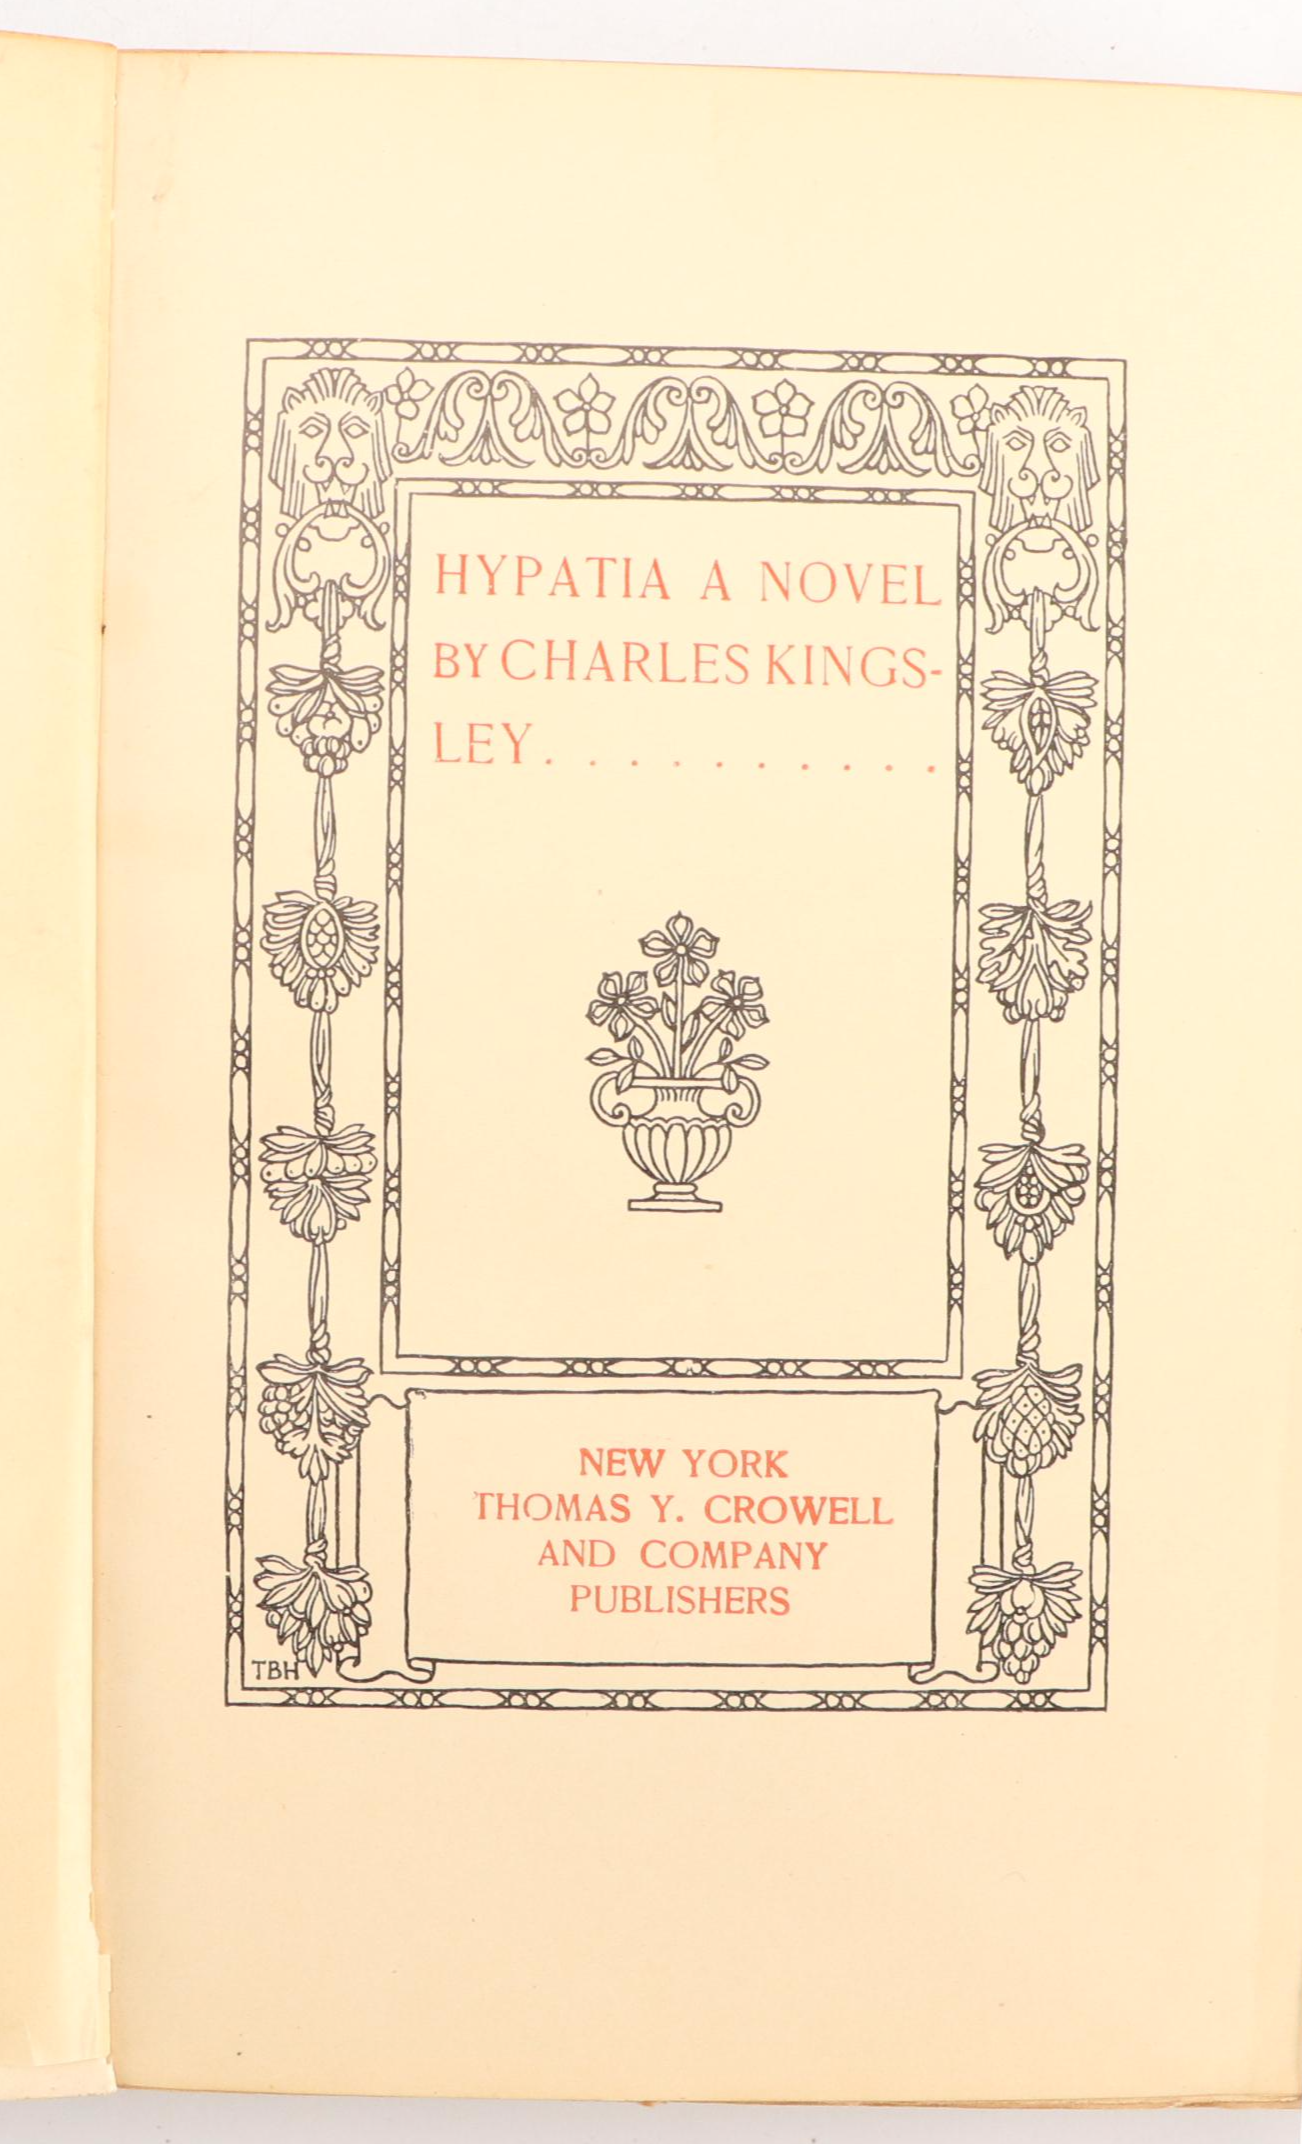 HYPATIA A NOVEL
BY CHARLES KINGS-
LEY. . . . . . . . . .
NEW YORK
THOMAS Y. CROWELL
AND COMPANY
PUBLISHERS
TBH